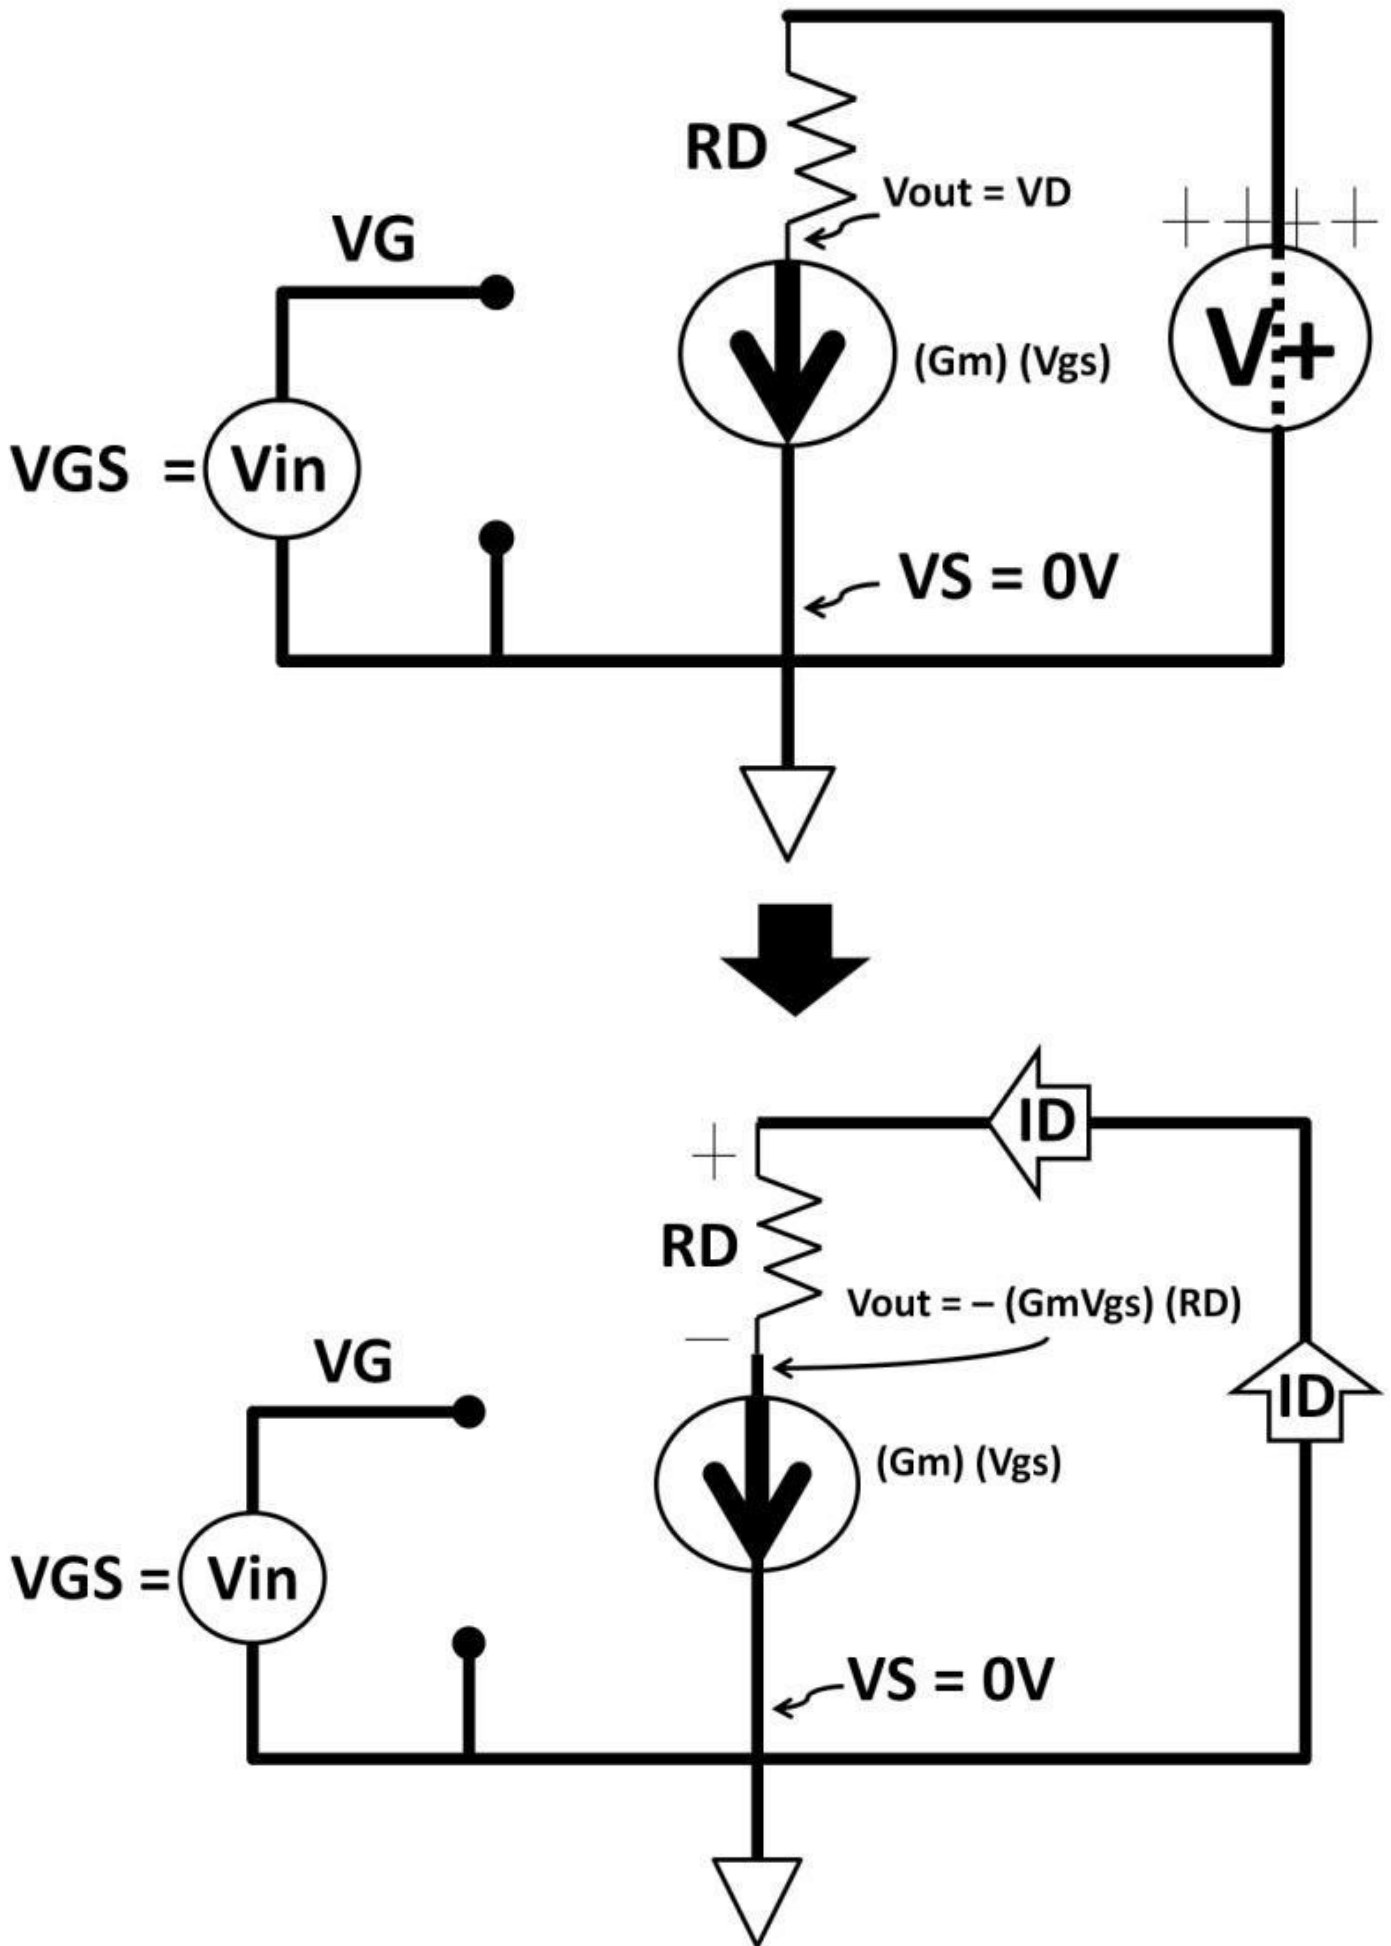 RD
Vout = VD
VG
V+
(Gm) (Vgs)
VGS = Vin
VS = 0V
ID
+
RD
Vout = – (GmVgs) (RD)
–
VG
ID
(Gm) (Vgs)
VGS = Vin
VS = 0V